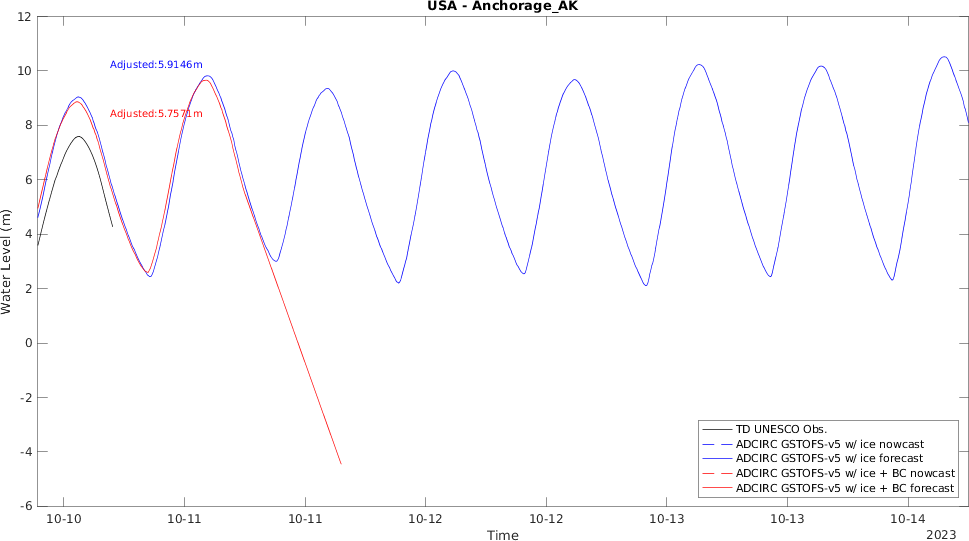 USA - Anchorage_AK
12
10
8
6
4
2
0
-2
-4
-6
Water Level (m)
Adjusted:5.9146m
Adjusted:5.7571m
TD UNESCO Obs.
ADCIRC GSTOFS-v5 w/ ice nowcast
ADCIRC GSTOFS-v5 w/ ice forecast
ADCIRC GSTOFS-v5 w/ ice + BC nowcast
ADCIRC GSTOFS-v5 w/ ice + BC forecast
10-10 10-11 10-11 10-12 10-12 10-13 10-13 10-14
Time
2023